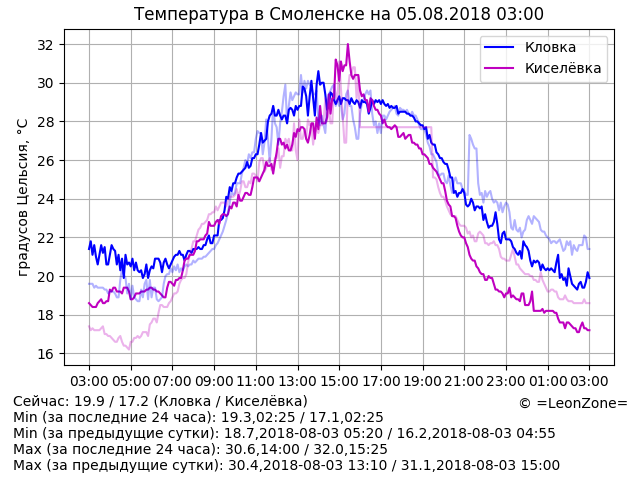 Температура в Смоленске на 05.08.2018 03:00
градусов Цельсия, °C
32
30
28
26
24
22
20
18
16
Кловка
Киселёвка
03:00 05:00 07:00 09:00 11:00 13:00 15:00 17:00 19:00 21:00 23:00 01:00 03:00
Сейчас: 19.9 / 17.2 (Кловка / Киселёвка)
© =LeonZone=
Min (за последние 24 часа): 19.3,02:25 / 17.1,02:25
Min (за предыдущие сутки): 18.7,2018-08-03 05:20 / 16.2,2018-08-03 04:55
Max (за последние 24 часа): 30.6,14:00 / 32.0,15:25
Max (за предыдущие сутки): 30.4,2018-08-03 13:10 / 31.1,2018-08-03 15:00